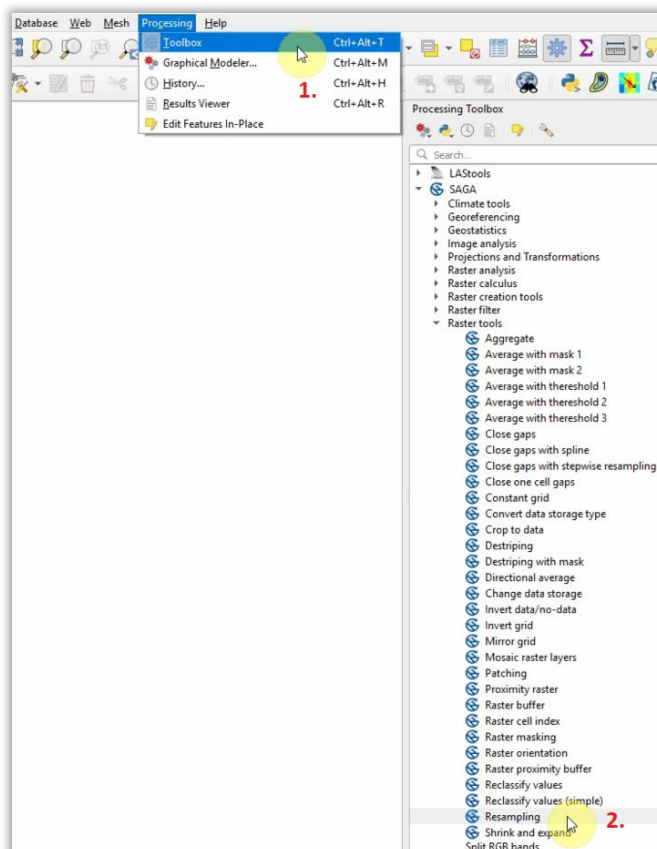 Database Web Mesh Processing Help
Toolbox Ctrl+Alt+T
Graphical Modeler... Ctrl+Alt+M
History... Ctrl+Alt+H
Results Viewer Ctrl+Alt+R
Edit Features In-Place
1.
Processing Toolbox
Search...
LAStools
SAGA
Climate tools
Georeferencing
Geostatistics
Image analysis
Projections and Transformations
Raster analysis
Raster calculus
Raster creation tools
Raster filter
Raster tools
Aggregate
Average with mask 1
Average with mask 2
Average with thereshold 1
Average with thereshold 2
Average with thereshold 3
Close gaps
Close gaps with spline
Close gaps with stepwise resampling
Close one cell gaps
Constant grid
Convert data storage type
Crop to data
Destriping
Destriping with mask
Directional average
Change data storage
Invert data/no-data
Invert grid
Mirror grid
Mosaic raster layers
Patching
Proximity raster
Raster buffer
Raster cell index
Raster masking
Raster orientation
Raster proximity buffer
Reclassify values
Reclassify values (simple)
Resampling
2.
Shrink and expand
Split RGB bands